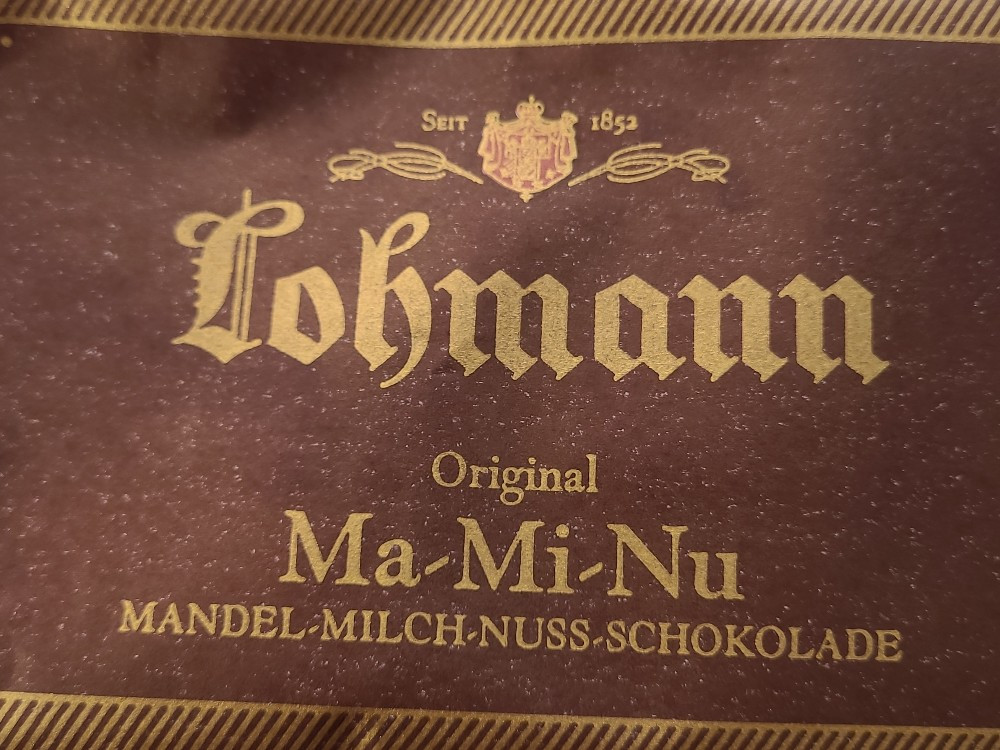 SEIT 1852
Lohmann
Original
Ma-Mi-Nu
MANDEL-MILCH-NUSS-SCHOKOLADE